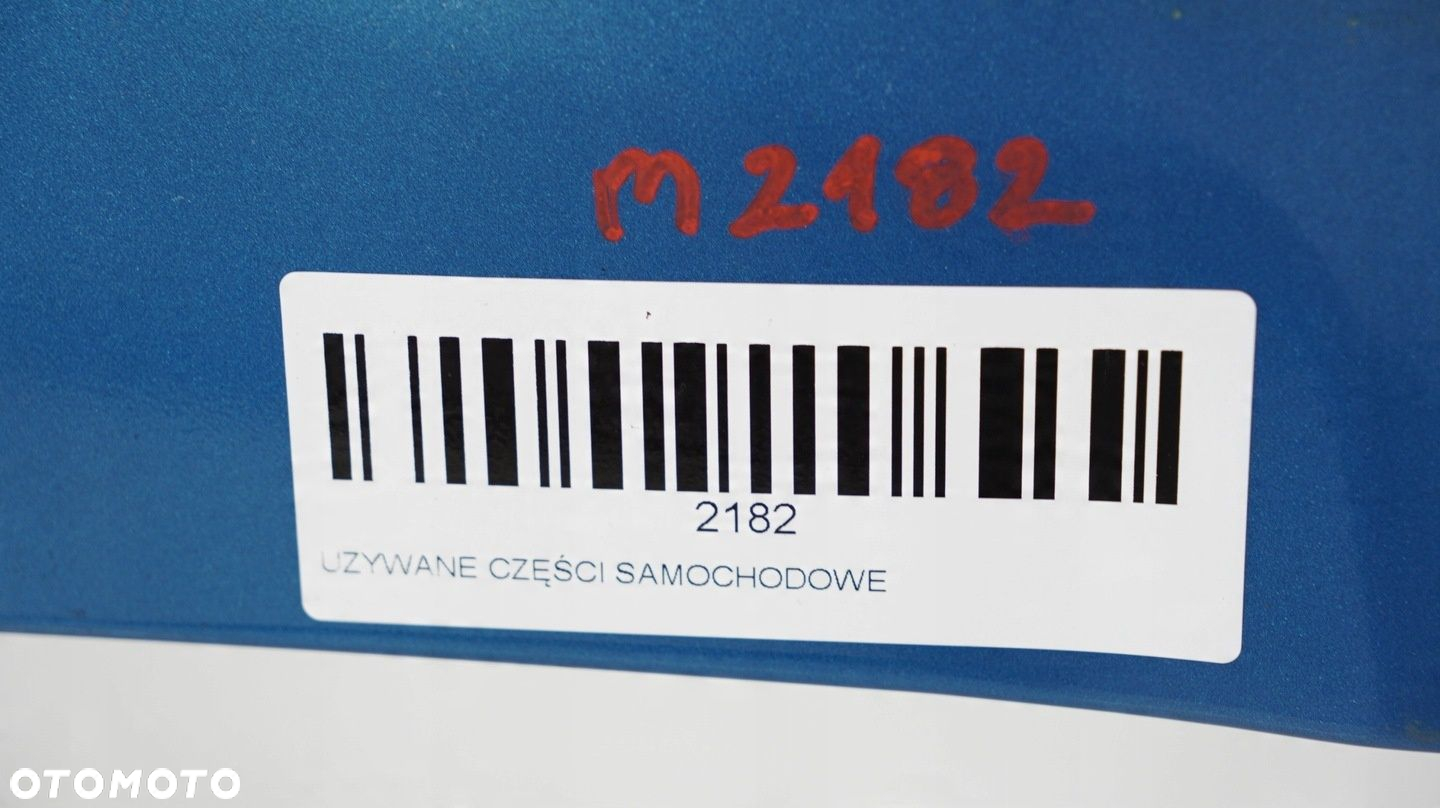 M2182
2182
UZYWANE CZĘŚCI SAMOCHODOWE
OTOMOTO